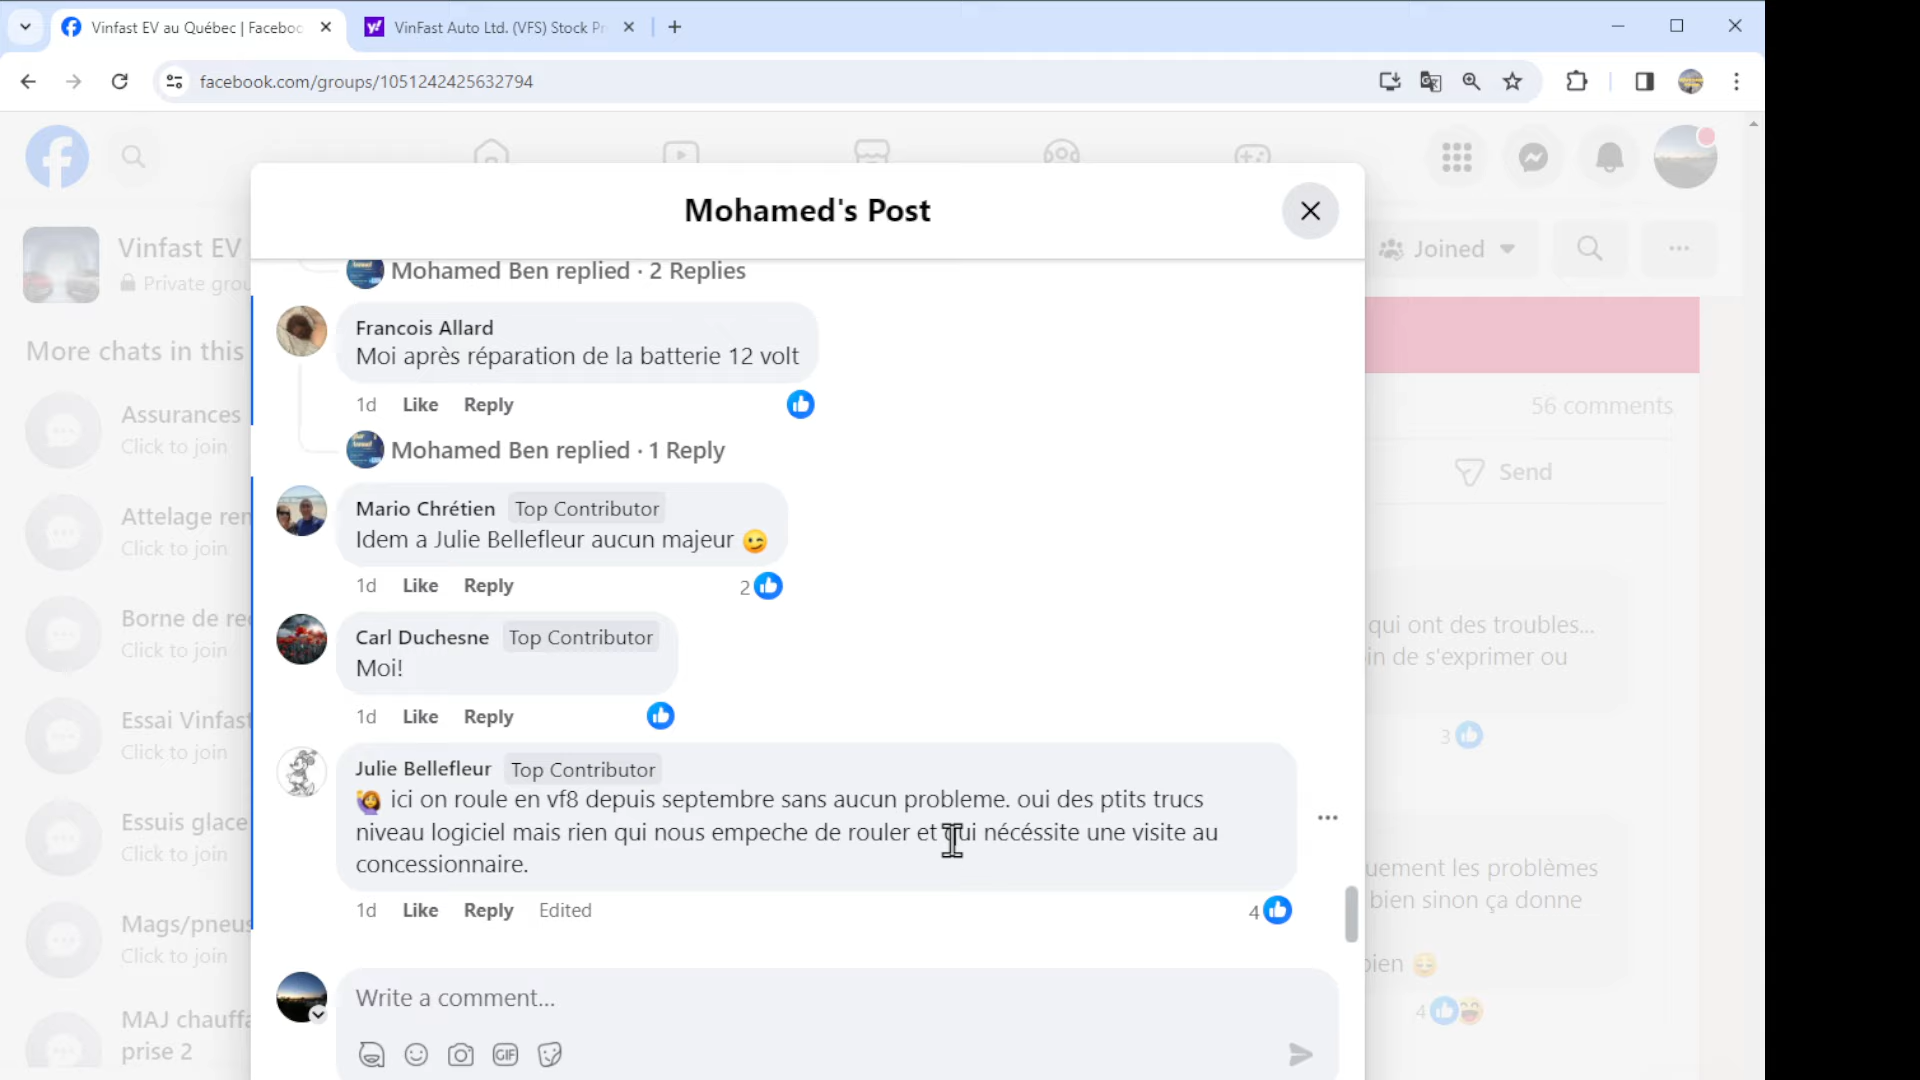 Vinfast EV au Québec | Faceboo
VinFast Auto Ltd. (VFS) Stock Pr
facebook.com/groups/1051242425632794
Mohamed's Post
Vinfast EV
Private grou
Joined
More chats in this
Assurances
Click to join
Attelage ren
Click to join
Borne de re
Click to join
Essai Vinfast
Click to join
Essuis glace
Click to join
Mags/pneus
Click to join
MAJ chauffa
prise 2
Mohamed Ben replied · 2 Replies
Francois Allard
Moi après réparation de la batterie 12 volt
1d Like Reply
Mohamed Ben replied · 1 Reply
Mario Chrétien Top Contributor
Idem a Julie Bellefleur aucun majeur 😉
1d Like Reply 2
Carl Duchesne Top Contributor
Moi!
1d Like Reply
Julie Bellefleur Top Contributor
🙋‍♀️ ici on roule en vf8 depuis septembre sans aucun probleme. oui des ptits trucs
niveau logiciel mais rien qui nous empeche de rouler et qui nécéssite une visite au
concessionnaire.
1d Like Reply Edited 4
Write a comment...
GIF
56 comments
Send
qui ont des troubles...
in de s'exprimer ou
3
uement les problèmes
bien sinon ça donne
bien 😌
4